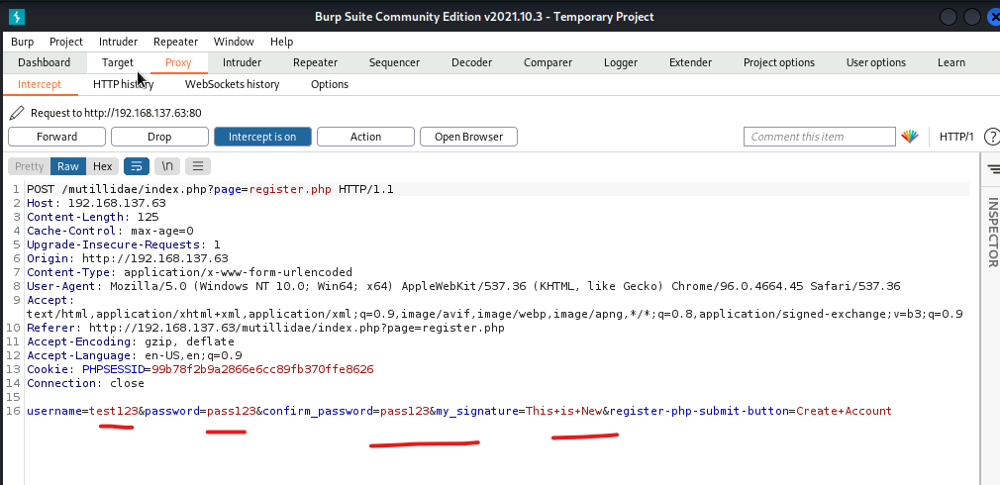 Burp Suite Community Edition v2021.10.3 - Temporary Project
Burp Project Intruder Repeater Window Help
Dashboard Target Proxy Intruder Repeater Sequencer Decoder Comparer Logger Extender Project options User options Learn
Intercept HTTP history WebSockets history Options
Request to http://192.168.137.63:80
Forward Drop Intercept is on Action Open Browser Comment this item HTTP/1 ?
Pretty Raw Hex \n
1 POST /mutillidae/index.php?page=register.php HTTP/1.1
2 Host: 192.168.137.63
3 Content-Length: 125
4 Cache-Control: max-age=0
5 Upgrade-Insecure-Requests: 1
6 Origin: http://192.168.137.63
7 Content-Type: application/x-www-form-urlencoded
8 User-Agent: Mozilla/5.0 (Windows NT 10.0; Win64; x64) AppleWebKit/537.36 (KHTML, like Gecko) Chrome/96.0.4664.45 Safari/537.36
9 Accept:
text/html,application/xhtml+xml,application/xml;q=0.9,image/avif,image/webp,image/apng,*/*;q=0.8,application/signed-exchange;v=b3;q=0.9
10 Referer: http://192.168.137.63/mutillidae/index.php?page=register.php
11 Accept-Encoding: gzip, deflate
12 Accept-Language: en-US,en;q=0.9
13 Cookie: PHPSESSID=99b78f2b9a2866e6cc89fb370ffe8626
14 Connection: close
15
16 username=test123&password=pass123&confirm_password=pass123&my_signature=This+is+New&register-php-submit-button=Create+Account
INSPECTOR